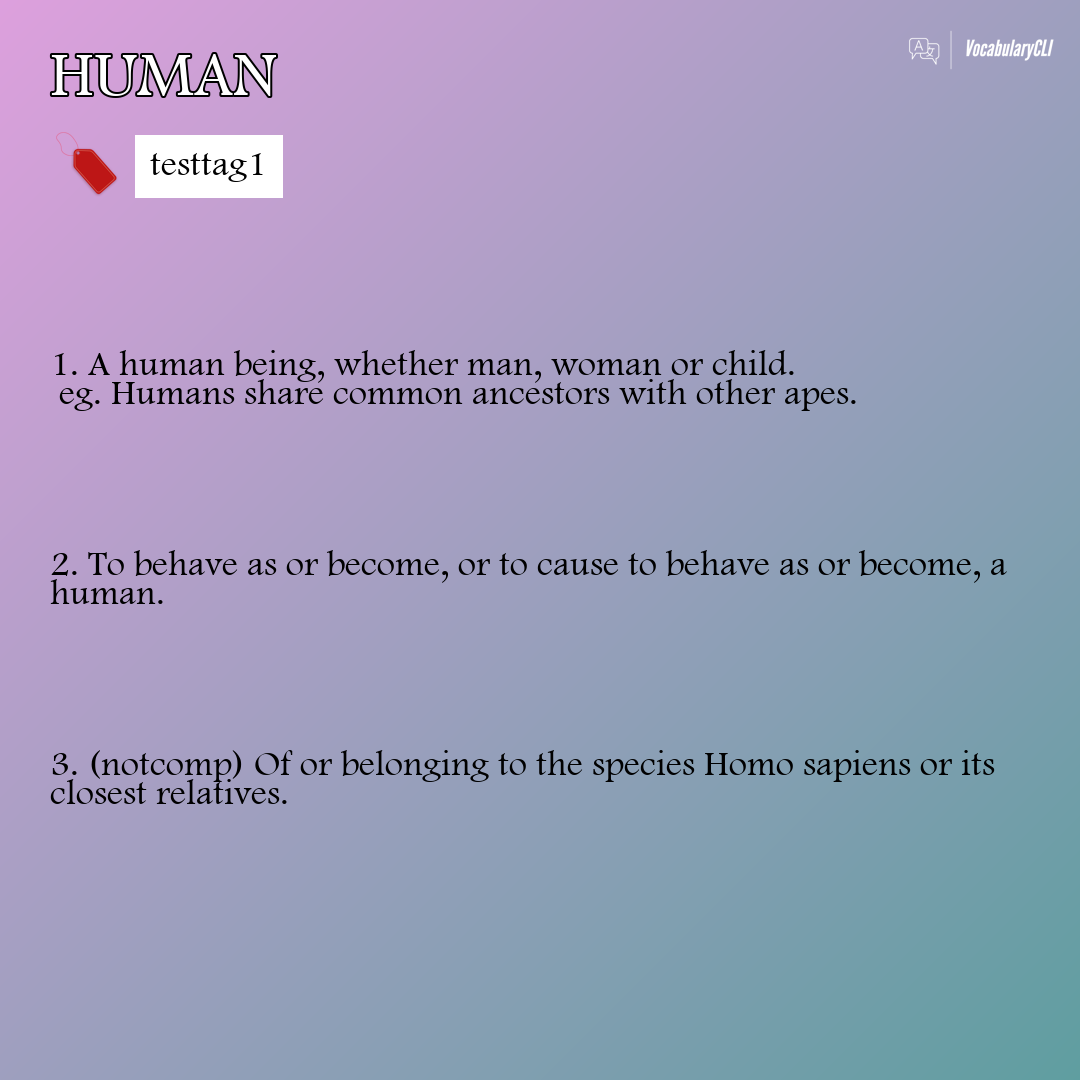 HUMAN
VocabularyCLI
testtag1
1. A human being, whether man, woman or child.
eg. Humans share common ancestors with other apes.
2. To behave as or become, or to cause to behave as or become, a
human.
3. (notcomp) Of or belonging to the species Homo sapiens or its
closest relatives.